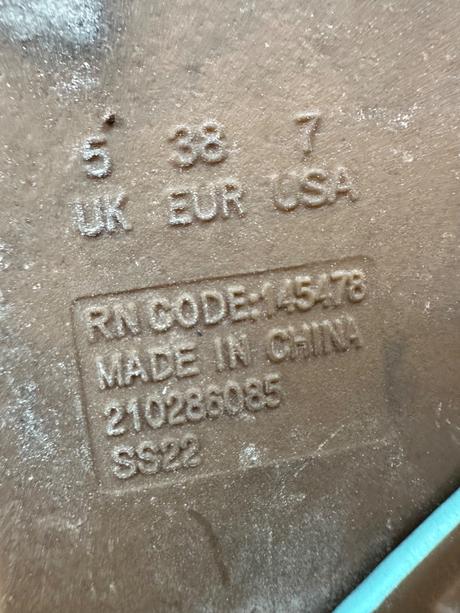 5 38 7
UK EUR USA
RN CODE:145478
MADE IN CHINA
210286085
SS22